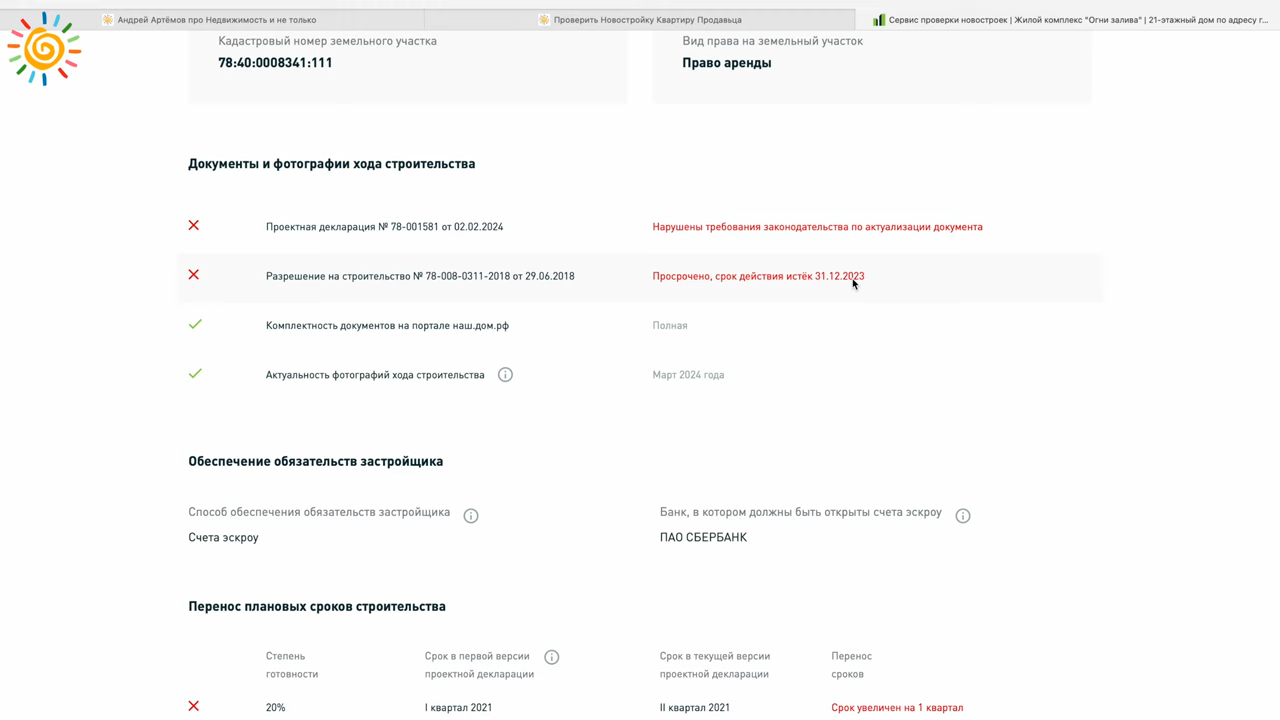 Андрей Артёмов про Недвижимость и не только
Проверить Новостройку Квартиру Продавца
Сервис проверки новостроек | Жилой комплекс "Огни залива" | 21-этажный дом по адресу г...
Кадастровый номер земельного участка
Вид права на земельный участок
78:40:0008341:111
Право аренды
Документы и фотографии хода строительства
Проектная декларация № 78-001581 от 02.02.2024
Нарушены требования законодательства по актуализации документа
Разрешение на строительство № 78-008-0311-2018 от 29.06.2018
Просрочено, срок действия истёк 31.12.2023
Комплектность документов на портале наш.дом.рф
Полная
Актуальность фотографий хода строительства
Март 2024 года
Обеспечение обязательств застройщика
Способ обеспечения обязательств застройщика
Банк, в котором должны быть открыты счета эскроу
Счета эскроу
ПАО СБЕРБАНК
Перенос плановых сроков строительства
Степень
готовности
Срок в первой версии
проектной декларации
Срок в текущей версии
проектной декларации
Перенос
сроков
20%
I квартал 2021
II квартал 2021
Срок увеличен на 1 квартал